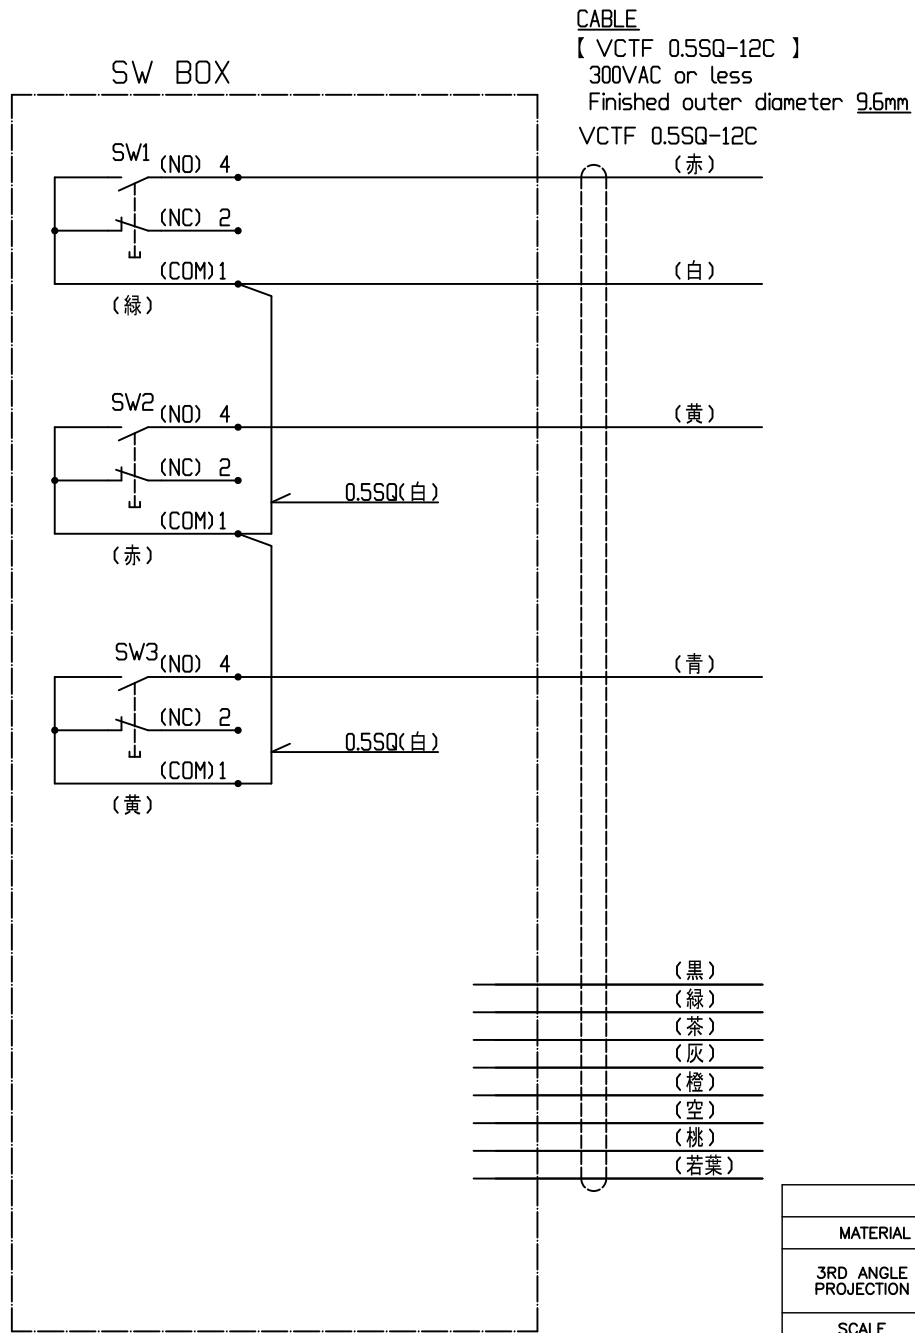 CABLE
【 VCTF 0.5SQ-12C 】
300VAC or less
Finished outer diameter 9.6mm
SW BOX
VCTF 0.5SQ-12C
SW1
(NO) 4
(赤)
(NC) 2
(COM) 1
(白)
(緑)
SW2
(NO) 4
(黄)
(NC) 2
0.5SQ(白)
(COM) 1
(赤)
SW3
(NO) 4
(青)
(NC) 2
0.5SQ(白)
(COM) 1
(黄)
(黒)
(緑)
(茶)
(灰)
(橙)
(空)
(桃)
(若葉)
MATERIAL
3RD ANGLE
PROJECTION
SCALE